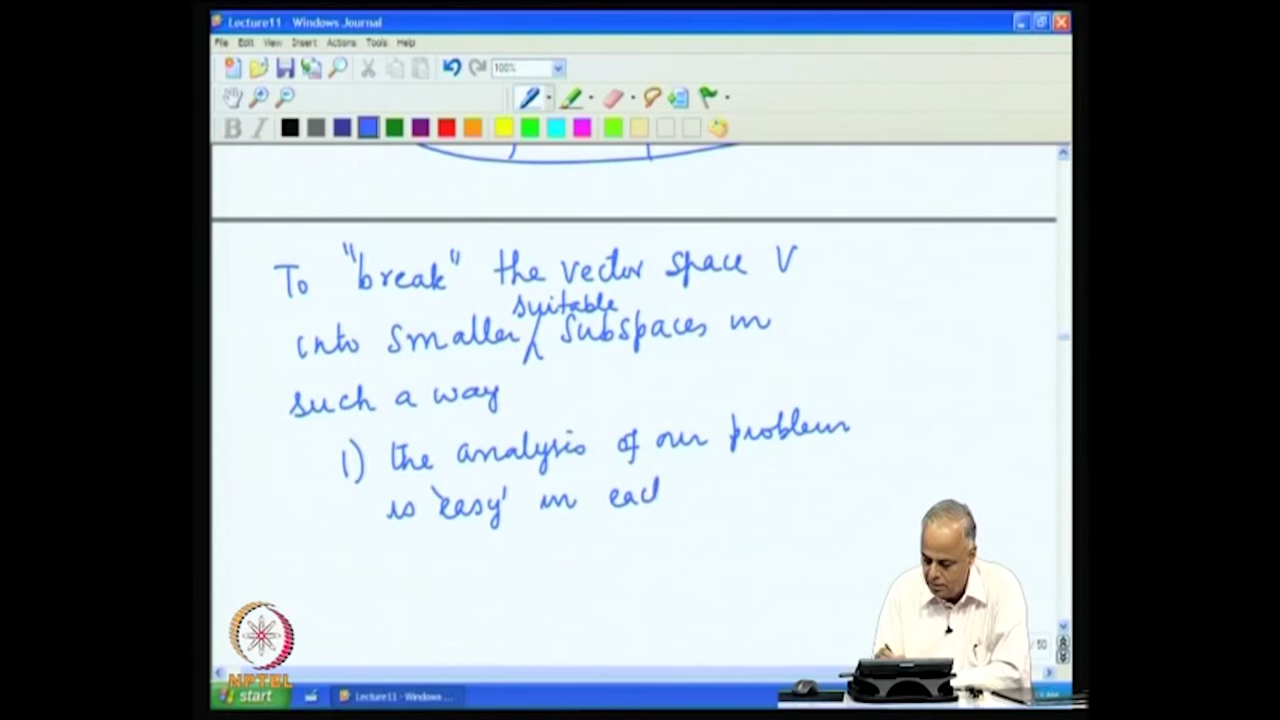 Lecture11 - Windows Journal
File Edit View Insert Actions Tools Help
100%
B I
To "break" the vector space V
suitable
into smaller subspaces in
such a way
1) the analysis of our problem
is 'easy' in eac
NPTEL
/ 50
start Lecture11 - Windows ...